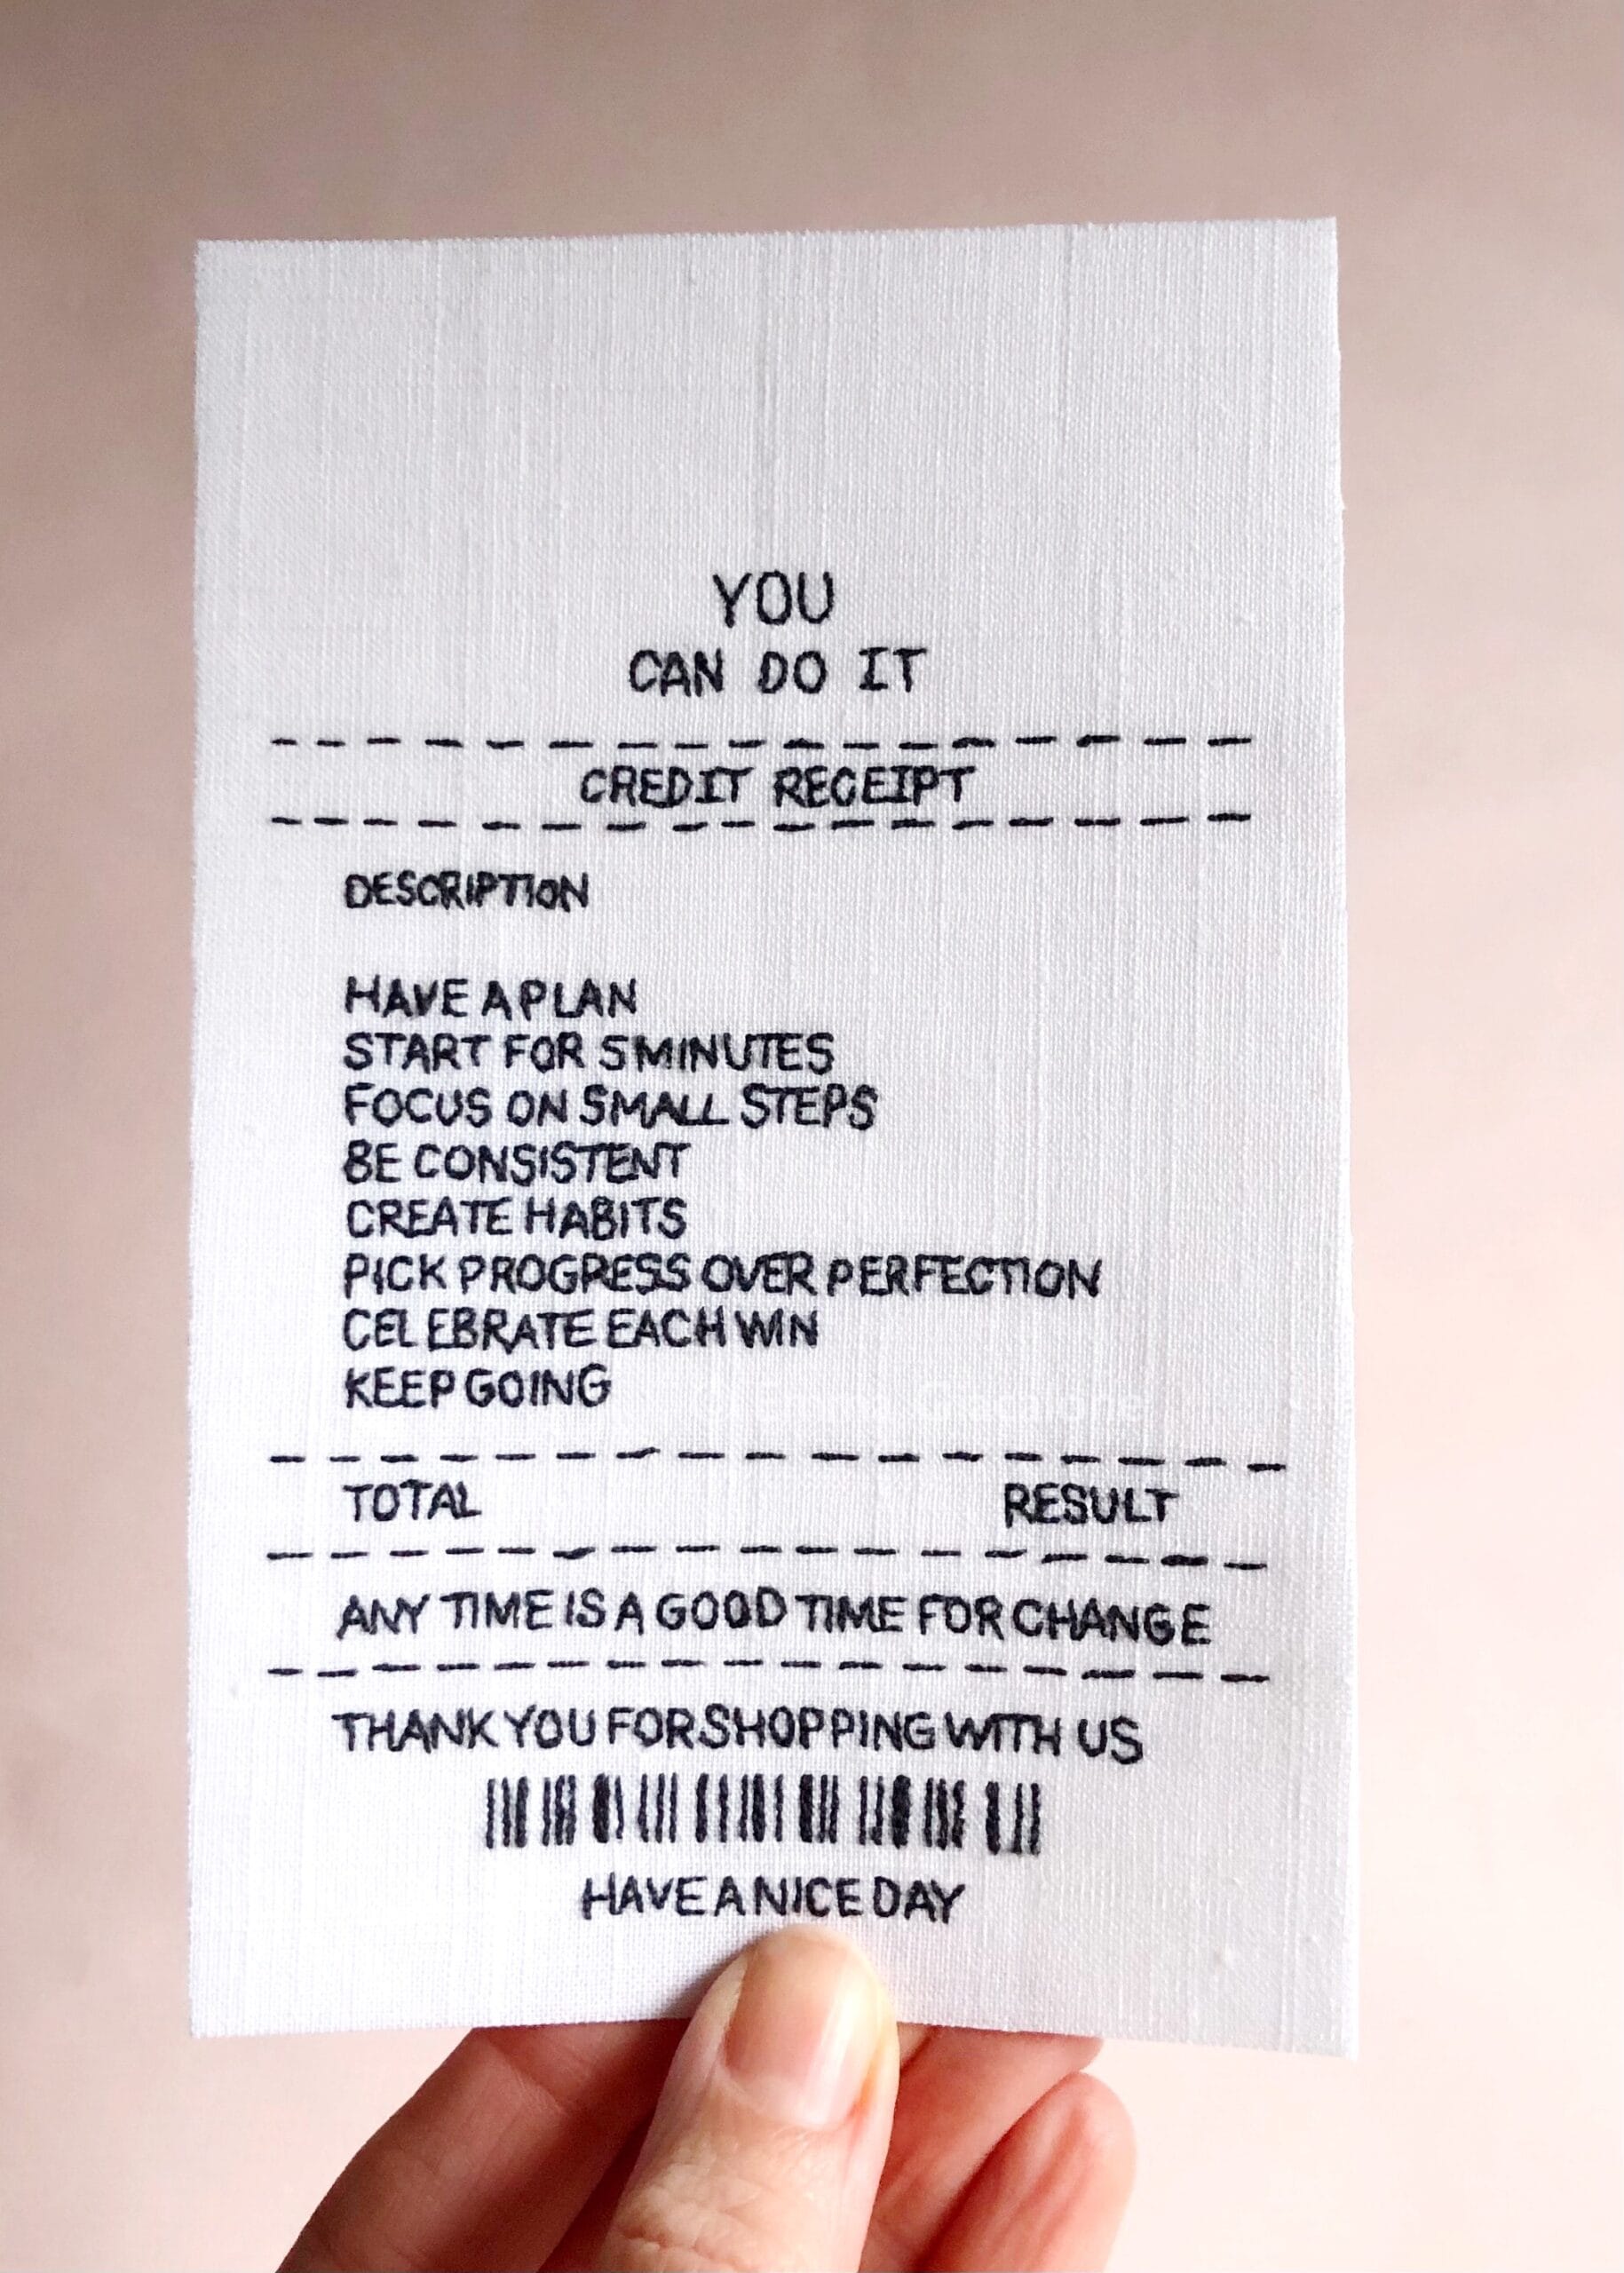 YOU
CAN DO IT
CREDIT RECEIPT
DESCRIPTION
HAVE A PLAN
START FOR 5 MINUTES
FOCUS ON SMALL STEPS
BE CONSISTENT
CREATE HABITS
PICK PROGRESS OVER PERFECTION
CELEBRATE EACH WIN
KEEP GOING
TOTAL RESULT
ANY TIME IS A GOOD TIME FOR CHANGE
THANK YOU FOR SHOPPING WITH US
HAVE A NICE DAY